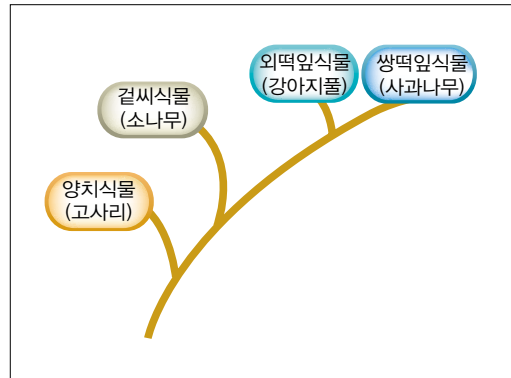 외떡잎식물
(강아지풀)
쌍떡잎식물
(사과나무)
겉씨식물
(소나무)
양치식물
(고사리)